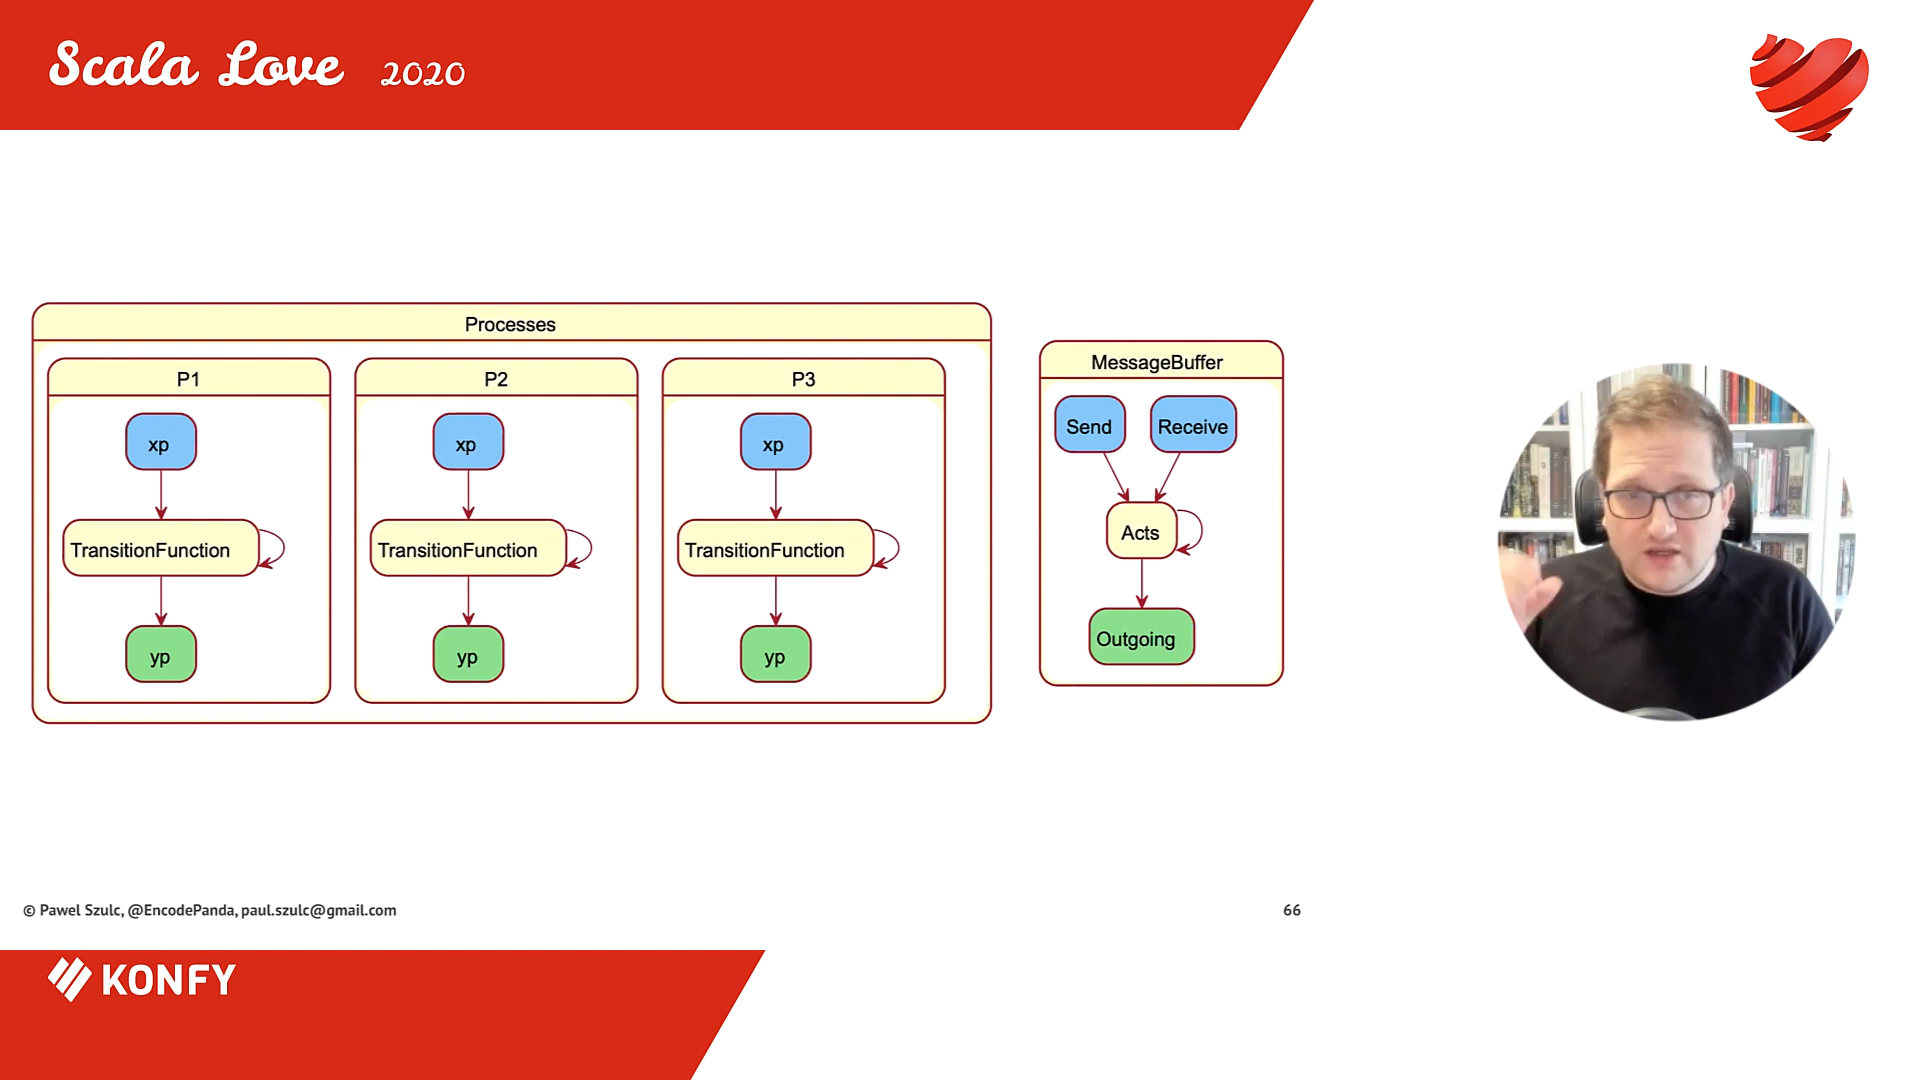 Scala Love 2020
Processes
P1
xp
TransitionFunction
yp
P2
xp
TransitionFunction
yp
P3
xp
TransitionFunction
yp
MessageBuffer
Send
Receive
Acts
Outgoing
© Pawel Szulc, @EncodePanda, paul.szulc@gmail.com
66
KONFY